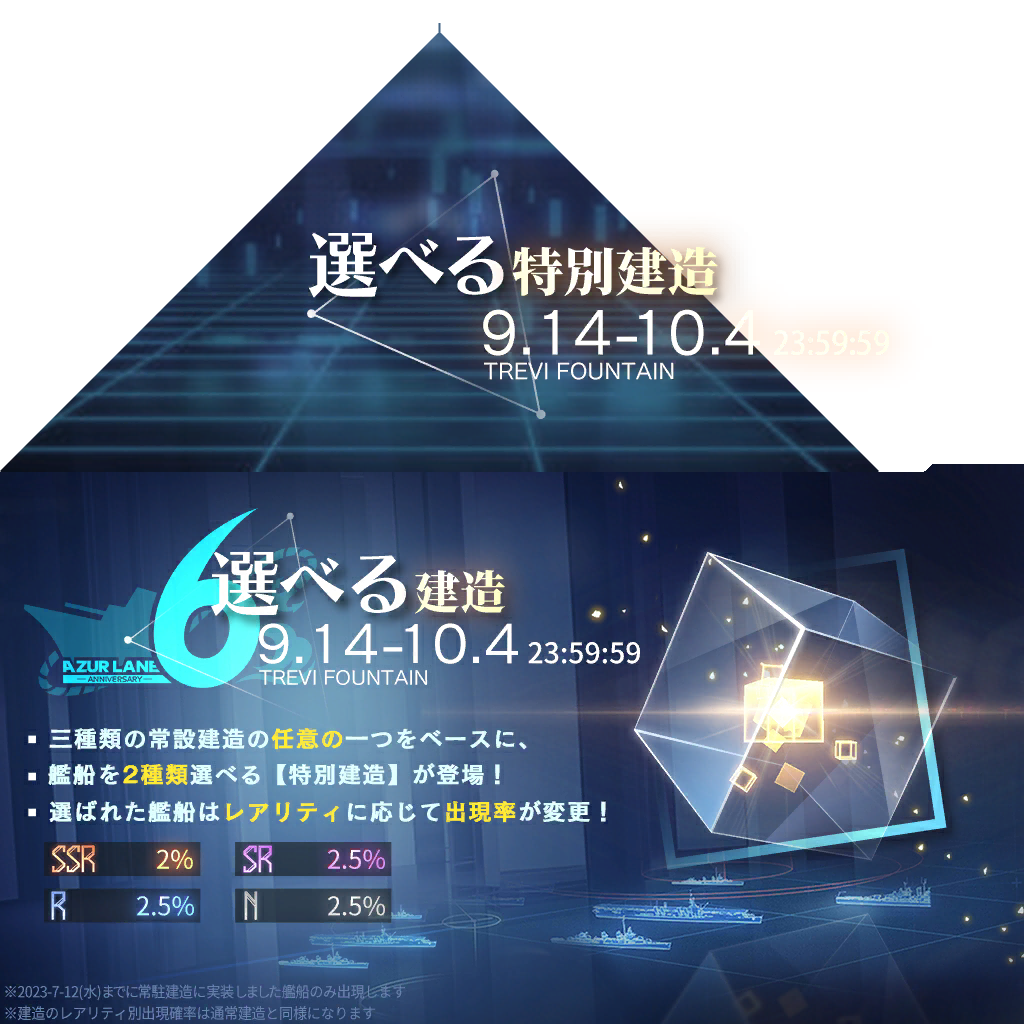 選べる特別建造
9.14-10.4 23:59:59
TREVI FOUNTAIN
6
選べる建造
9.14-10.4 23:59:59
TREVI FOUNTAIN
AZUR LANE
ANNIVERSARY
▪ 三種類の常設建造の任意の一つをベースに、
▪ 艦船を2種類選べる【特別建造】が登場！
▪ 選ばれた艦船はレアリティに応じて出現率が変更！
SSR 2% SR 2.5%
R 2.5% N 2.5%
※2023-7-12(水)までに常駐建造に実装しました艦船のみ出現します
※建造のレアリティ別出現確率は通常建造と同様になります